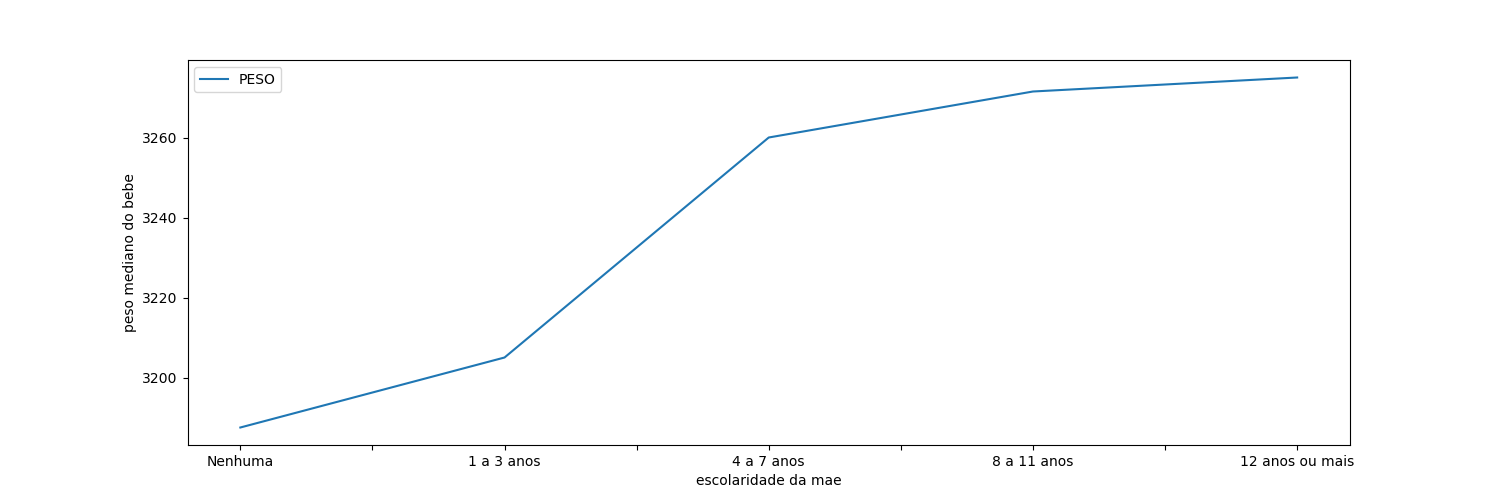 PESO
3260
3240
3220
3200
peso mediano do bebe
Nenhuma
1 a 3 anos
4 a 7 anos
8 a 11 anos
12 anos ou mais
escolaridade da mae